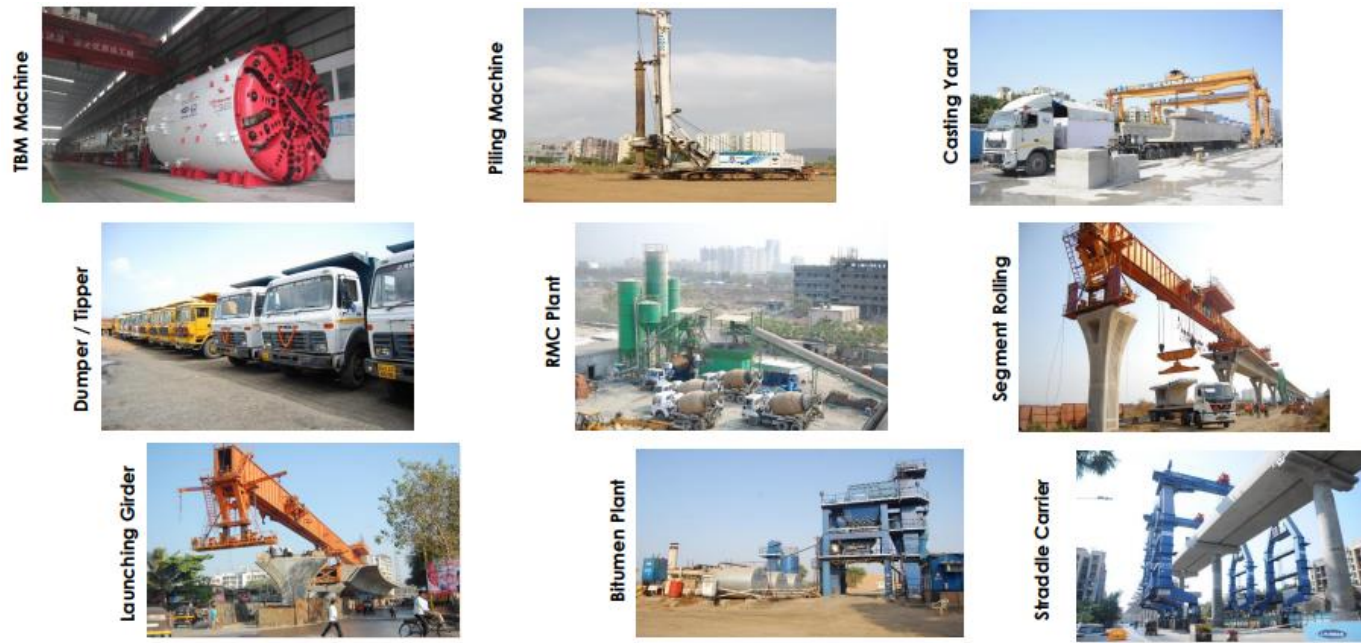 TBM Machine
Piling Machine
Casting Yard
Dumper / Tipper
RMC Plant
Segment Rolling
Launching Girder
Bitumen Plant
Straddle Carrier